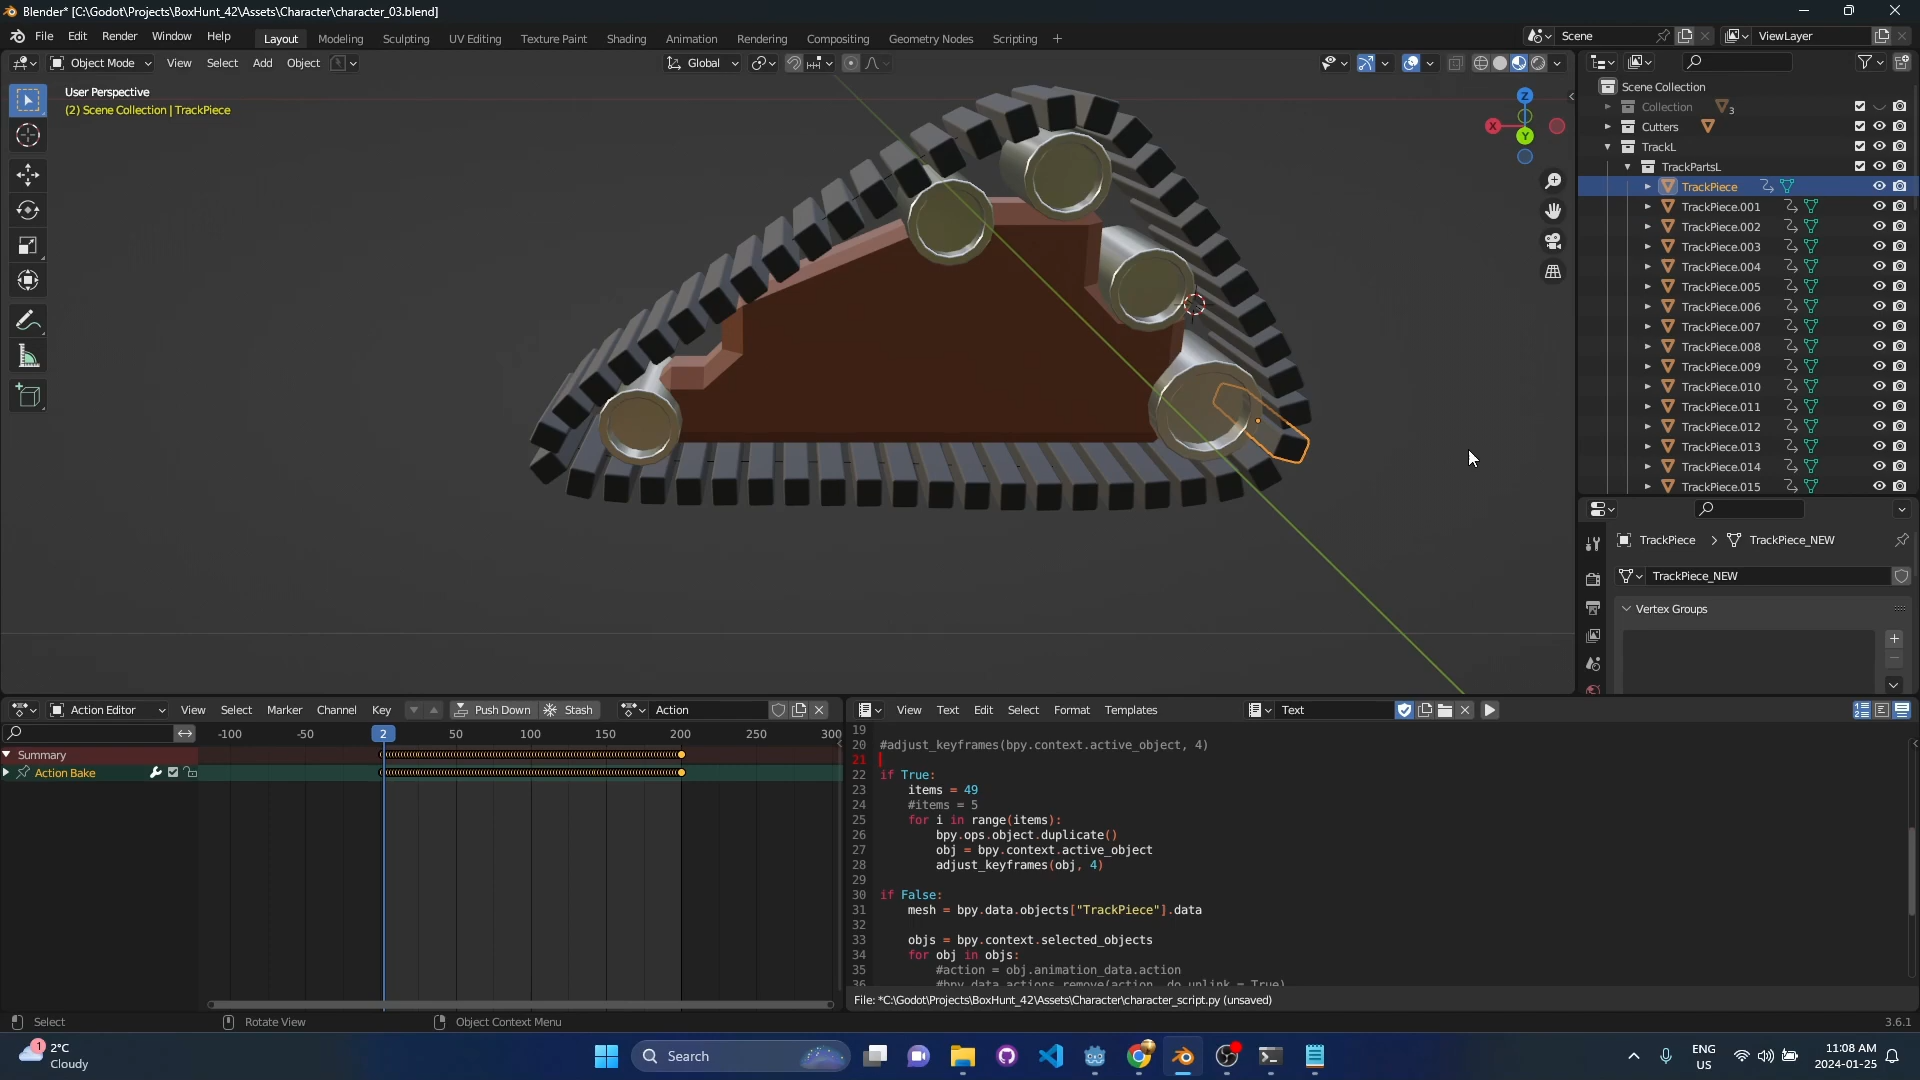 Blender* [C:\Godot\Projects\BoxHunt_42\Assets\Character\character_03.blend]
File Edit Render Window Help Layout Modeling Sculpting UV Editing Texture Paint Shading Animation Rendering Compositing Geometry Nodes Scripting + Scene ViewLayer
Object Mode View Select Add Object Global
User Perspective
(2) Scene Collection | TrackPiece
Z
X
Y
Scene Collection
Collection 3
Cutters
TrackL
TrackPartsL
TrackPiece
TrackPiece.001
TrackPiece.002
TrackPiece.003
TrackPiece.004
TrackPiece.005
TrackPiece.006
TrackPiece.007
TrackPiece.008
TrackPiece.009
TrackPiece.010
TrackPiece.011
TrackPiece.012
TrackPiece.013
TrackPiece.014
TrackPiece.015
TrackPiece > TrackPiece_NEW
TrackPiece_NEW
Vertex Groups
Action Editor View Select Marker Channel Key Push Down Stash Action
-100 -50 2 50 100 150 200 250 300
Summary
Action Bake
View Text Edit Select Format Templates Text
19
20 #adjust_keyframes(bpy.context.active_object, 4)
21
22 if True:
23 items = 49
24 #items = 5
25 for i in range(items):
26 bpy.ops.object.duplicate()
27 obj = bpy.context.active_object
28 adjust_keyframes(obj, 4)
29
30 if False:
31 mesh = bpy.data.objects["TrackPiece"].data
32
33 objs = bpy.context.selected_objects
34 for obj in objs:
35 #action = obj.animation_data.action
36 #bpy.data.actions.remove(action, do_unlink = True)
File: *C:\Godot\Projects\BoxHunt_42\Assets\Character\character_script.py (unsaved)
Select Rotate View Object Context Menu 3.6.1
1
2°C
Cloudy
Search
ENG
US
11:08 AM
2024-01-25